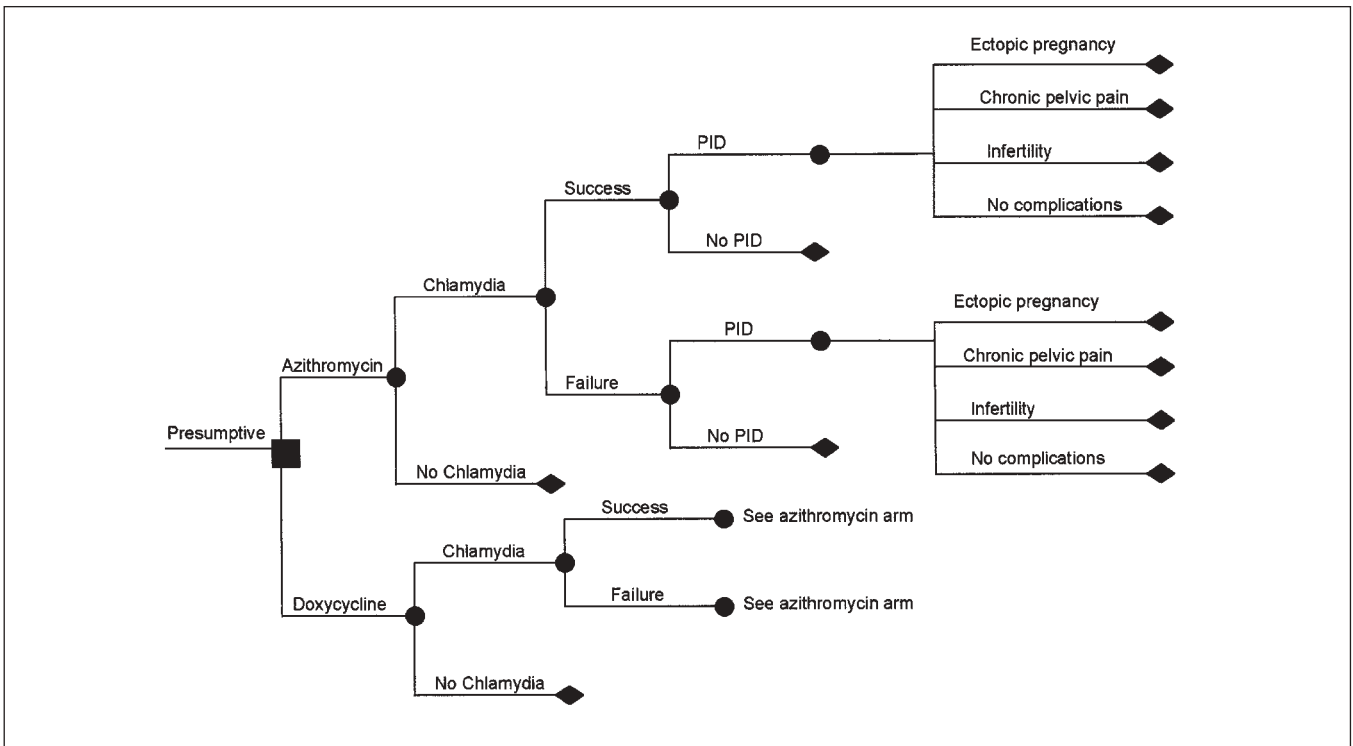 Ectopic pregnancy
Chronic pelvic pain
PID
Infertility
Success
No complications
No PID
Chlamydia
Ectopic pregnancy
PID
Chronic pelvic pain
Azithromycin
Failure
Infertility
Presumptive
No PID
No complications
No Chlamydia
Success
See azithromycin arm
Chlamydia
Failure
See azithromycin arm
Doxycycline
No Chlamydia